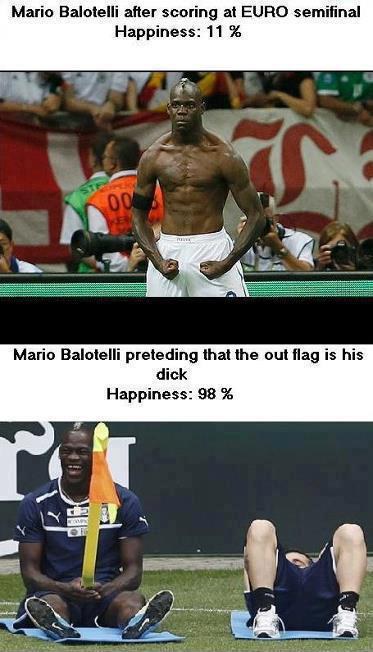 Mario Balotelli after scoring at EURO semifinal
Happiness: 11 %
Mario Balotelli preteding that the out flag is his
dick
Happiness: 98 %